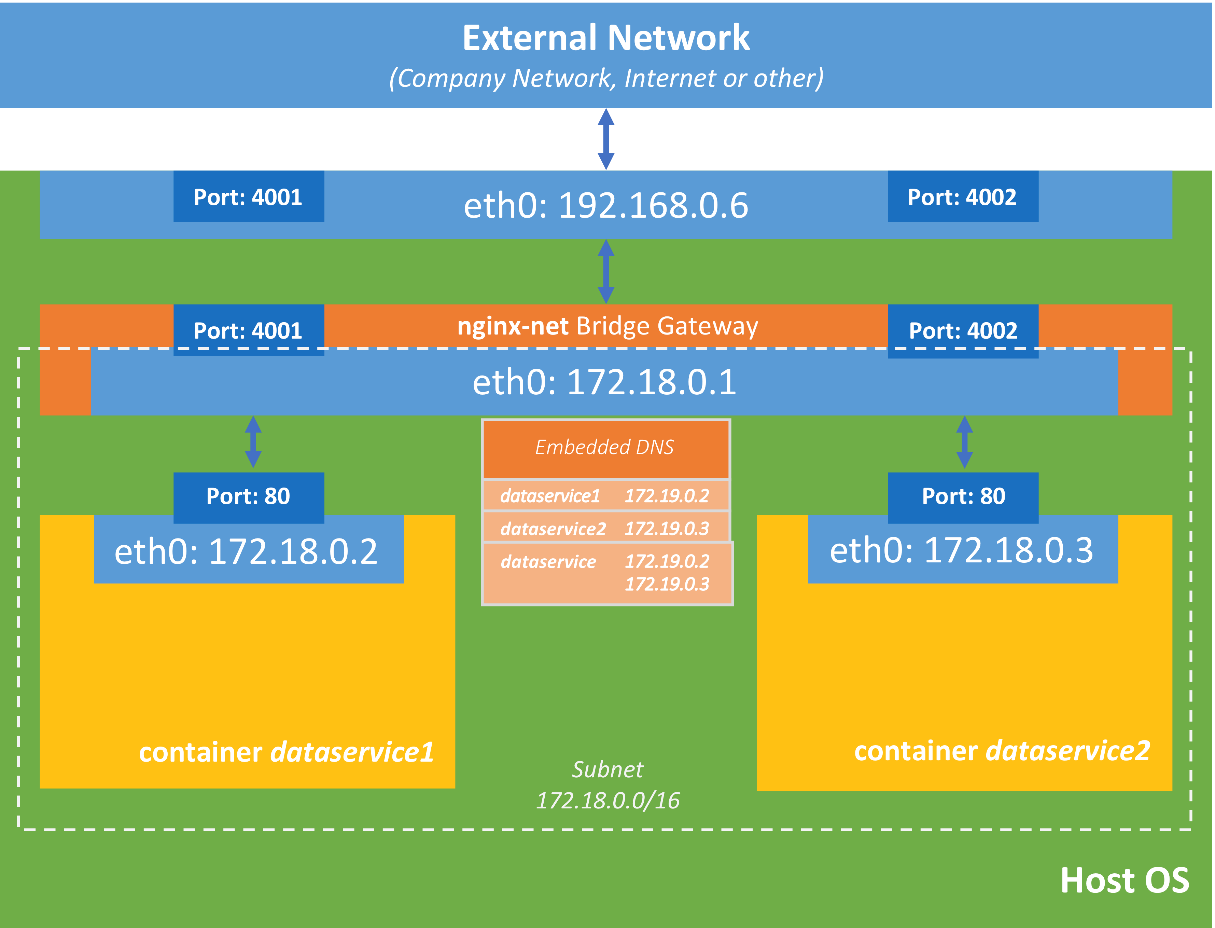 External Network
(Company Network, Internet or other)
Port: 4001
eth0: 192.168.0.6
Port: 4002
Port: 4001
nginx-net Bridge Gateway
Port: 4002
eth0: 172.18.0.1
Embedded DNS
Port: 80
dataservice1 172.19.0.2
Port: 80
dataservice2 172.19.0.3
eth0: 172.18.0.2
dataservice 172.19.0.2
172.19.0.3
eth0: 172.18.0.3
container dataservice1
container dataservice2
Subnet
172.18.0.0/16
Host OS